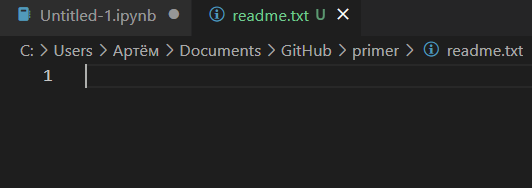 Untitled-1.ipynb readme.txt U
C: > Users > Артём > Documents > GitHub > primer > readme.txt
1